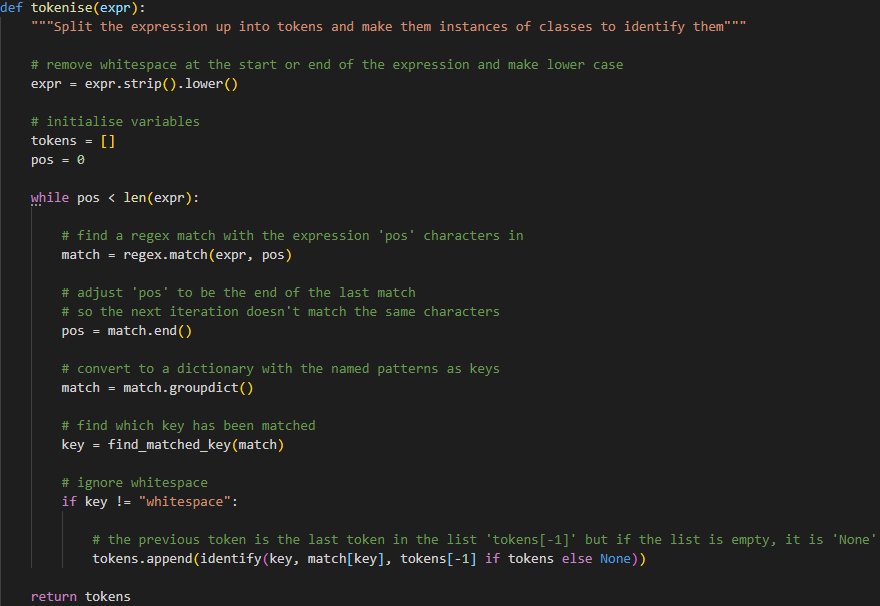 def tokenise(expr):
    """Split the expression up into tokens and make them instances of classes to identify them"""
    # remove whitespace at the start or end of the expression and make lower case
    expr = expr.strip().lower()
    # initialise variables
    tokens = []
    pos = 0
    while pos < len(expr):
        # find a regex match with the expression 'pos' characters in
        match = regex.match(expr, pos)
        # adjust 'pos' to be the end of the last match
        # so the next iteration doesn't match the same characters
        pos = match.end()
        # convert to a dictionary with the named patterns as keys
        match = match.groupdict()
        # find which key has been matched
        key = find_matched_key(match)
        # ignore whitespace
        if key != "whitespace":
            # the previous token is the last token in the list 'tokens[-1]' but if the list is empty, it is 'None'
            tokens.append(identify(key, match[key], tokens[-1] if tokens else None))
    return tokens